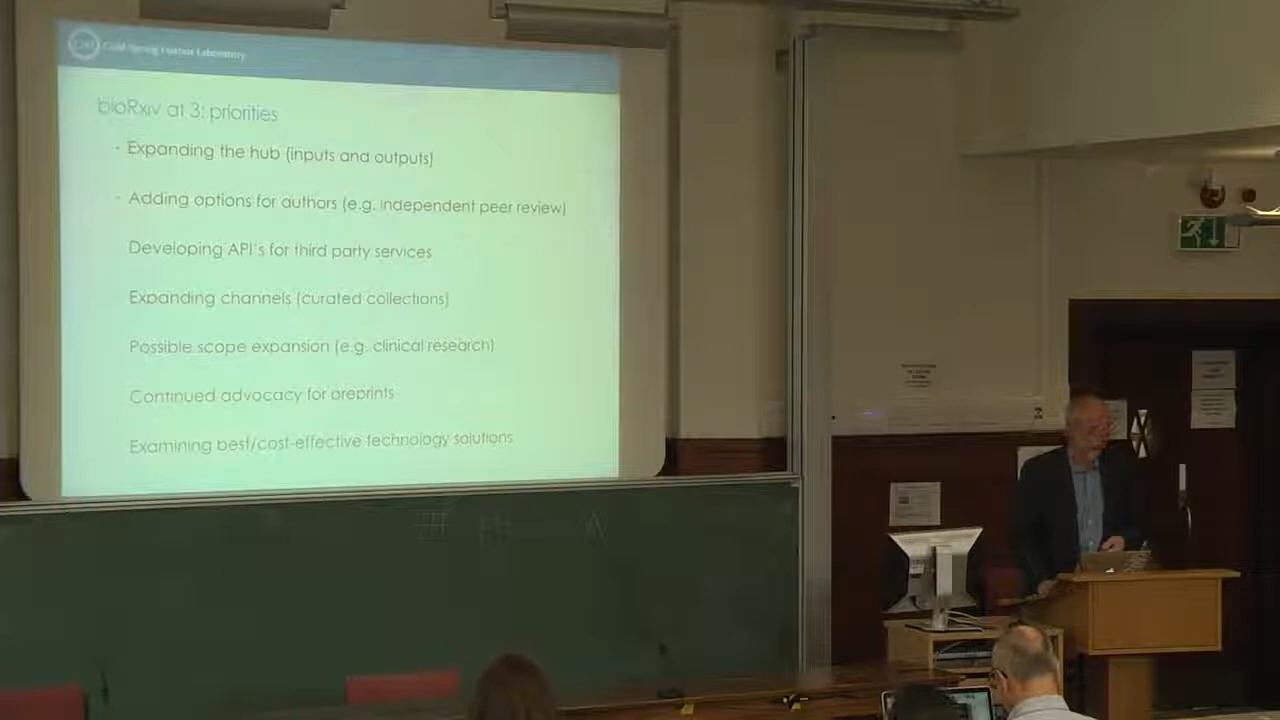 Cold Spring Harbor Laboratory
bioRxiv at 3: priorities
- Expanding the hub (inputs and outputs)
- Adding options for authors (e.g. independent peer review)
Developing API's for third party services
Expanding channels (curated collections)
Possible scope expansion (e.g. clinical research)
Continued advocacy for preprints
Examining best/cost-effective technology solutions